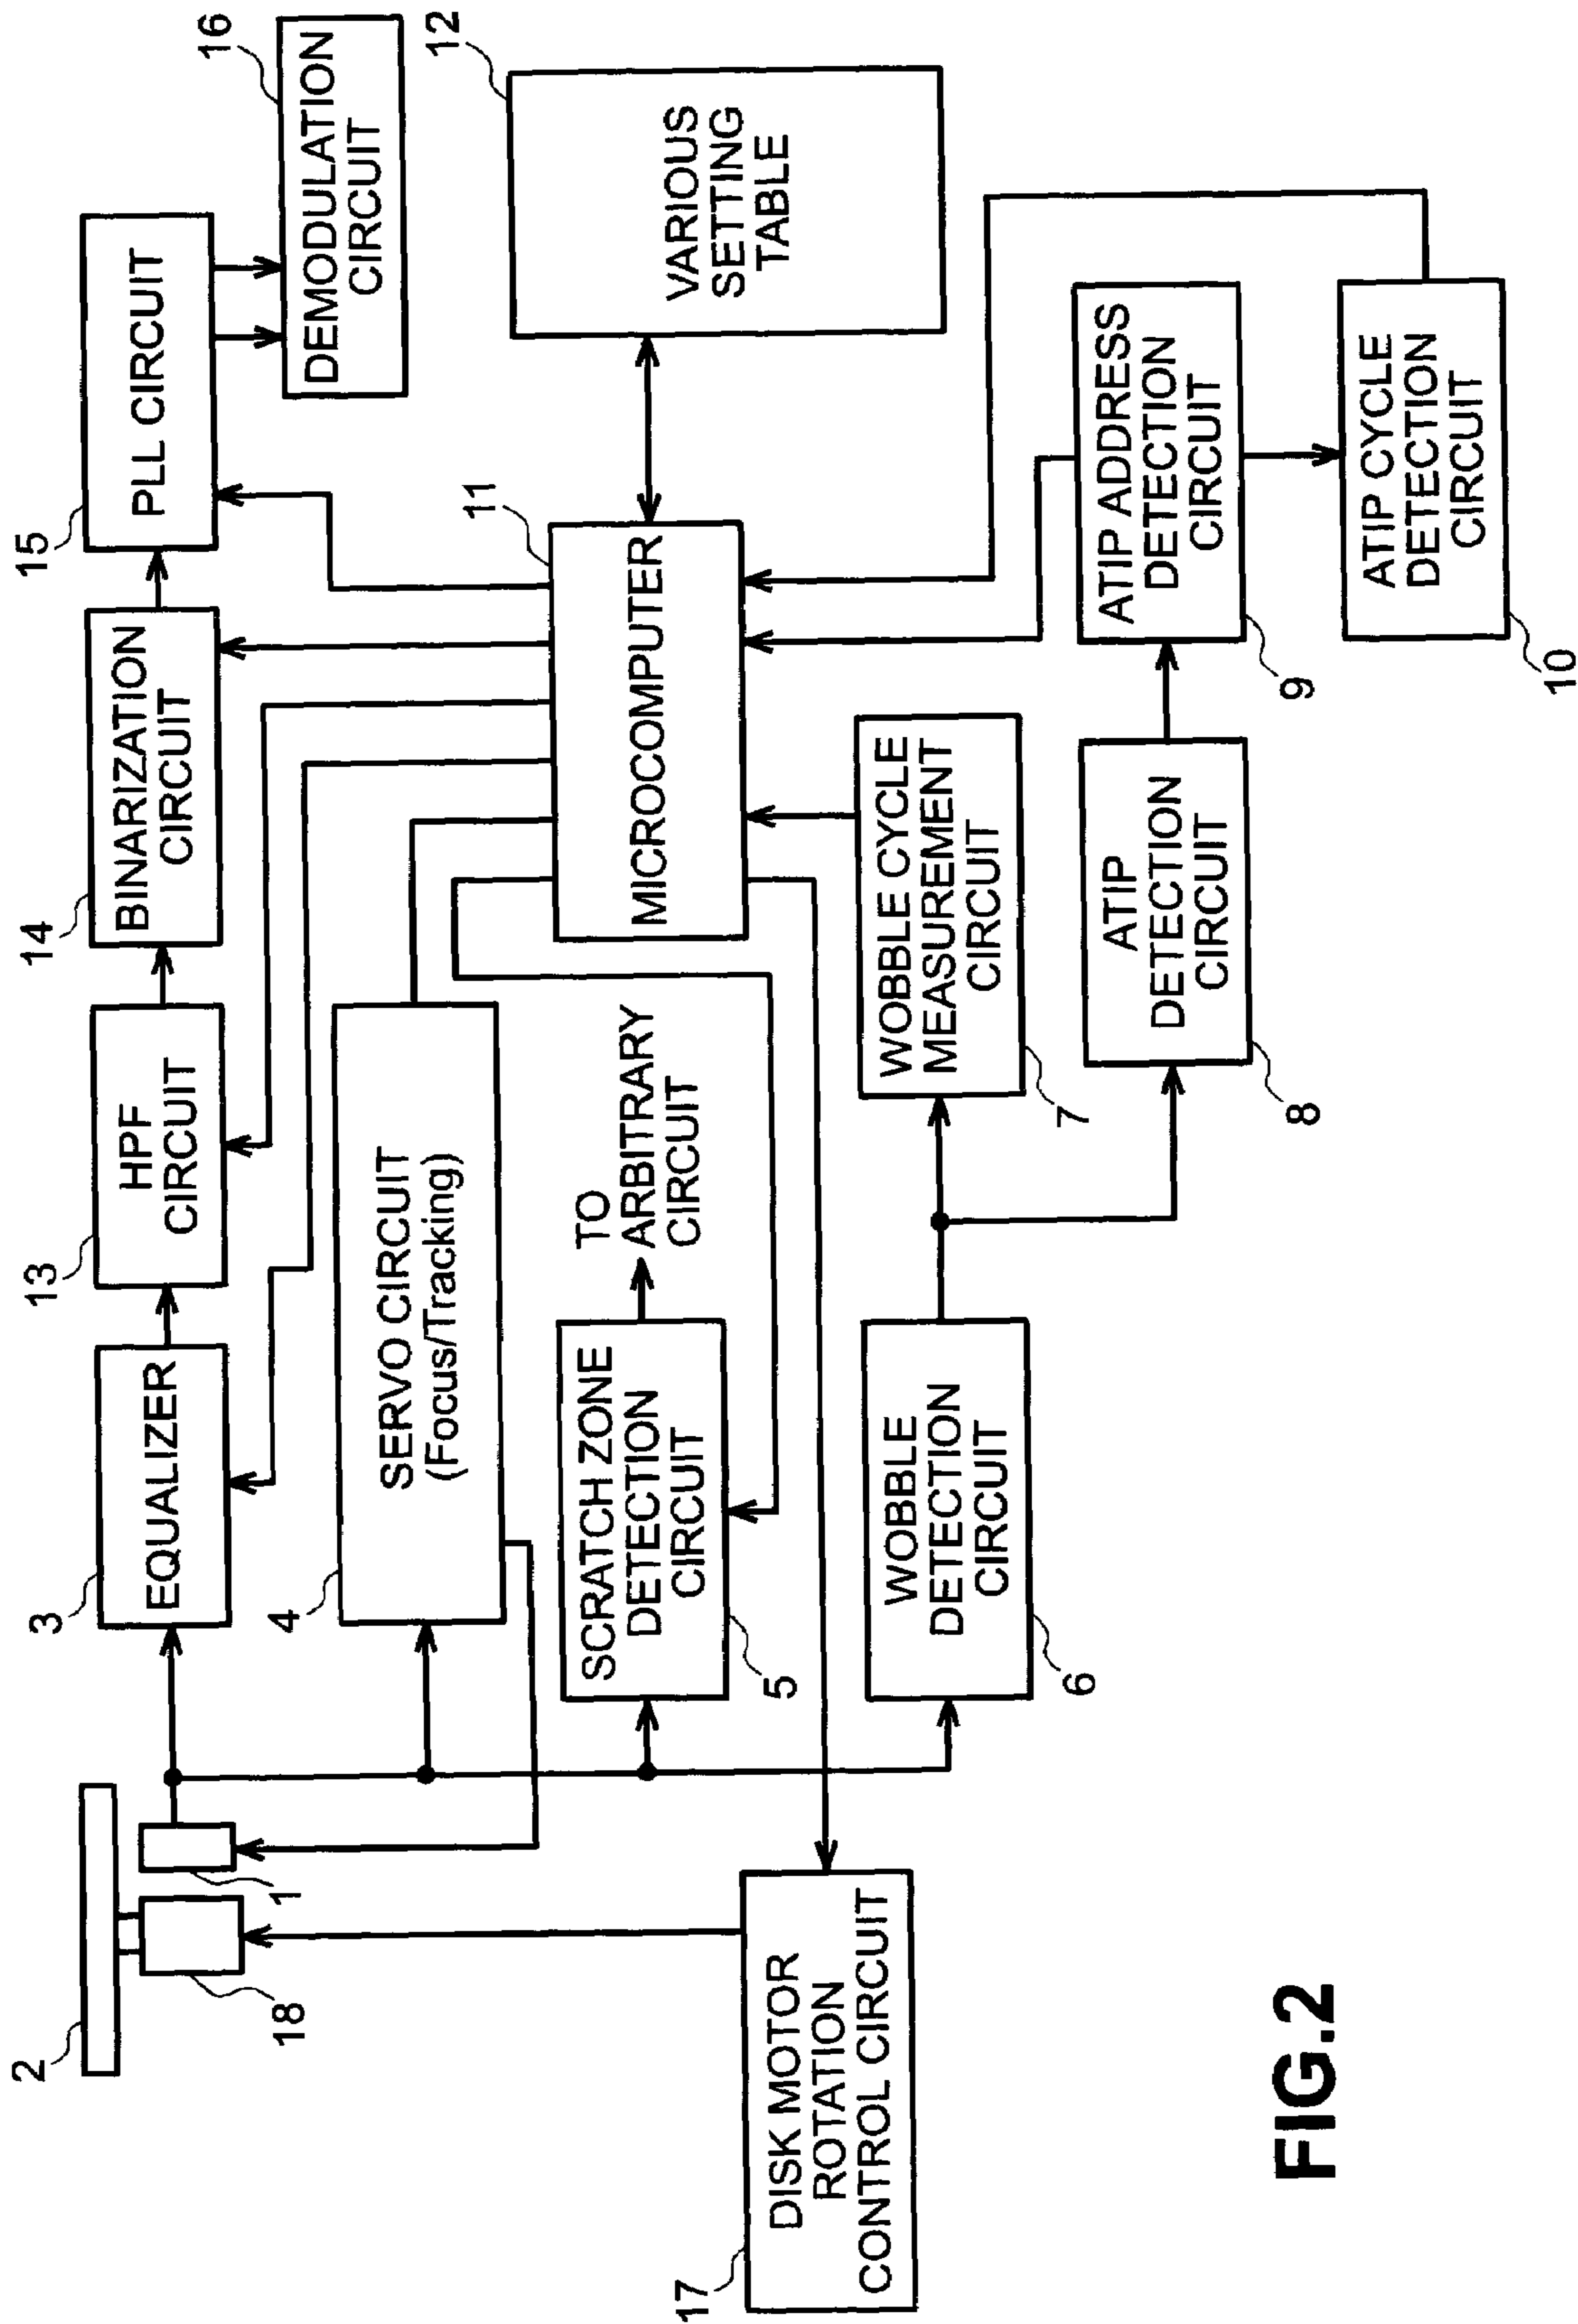 2
18
1
3
EQUALIZER
13
HPF
CIRCUIT
14
BINARIZATION
CIRCUIT
15
PLL CIRCUIT
16
DEMODULATION
CIRCUIT
4
SERVO CIRCUIT
(Focus/Tracking)
5
SCRATCH ZONE
DETECTION
CIRCUIT
TO
ARBITRARY
CIRCUIT
11
MICROCOMPUTER
12
VARIOUS
SETTING
TABLE
6
WOBBLE
DETECTION
CIRCUIT
7
WOBBLE CYCLE
MEASUREMENT
CIRCUIT
8
ATIP
DETECTION
CIRCUIT
9
ATIP ADDRESS
DETECTION
CIRCUIT
10
ATIP CYCLE
DETECTION
CIRCUIT
17
DISK MOTOR
ROTATION
CONTROL CIRCUIT
FIG.2